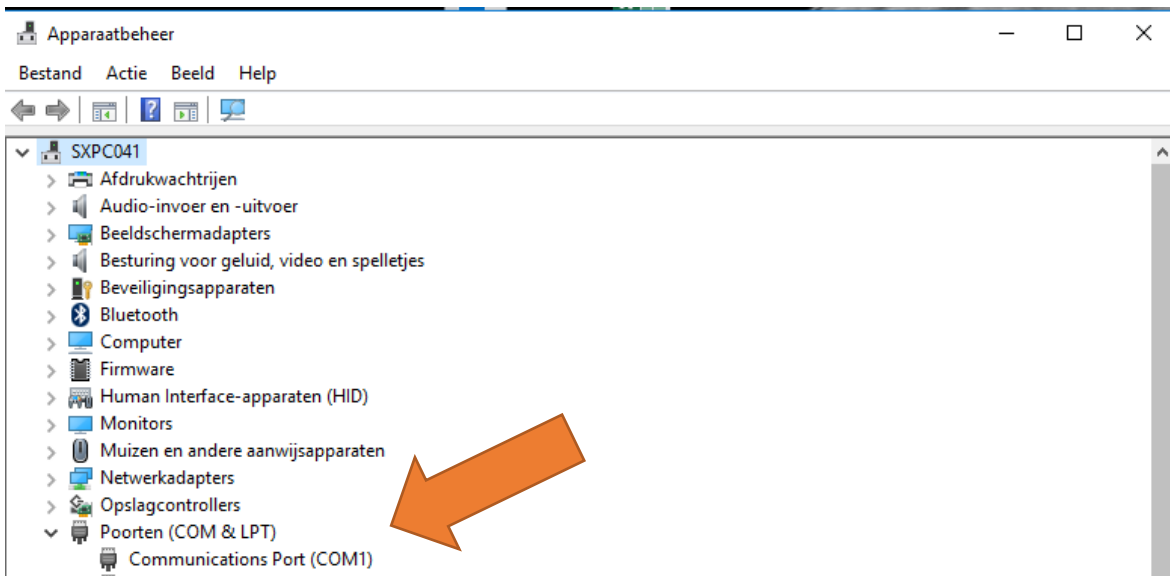 Apparaatbeheer
Bestand Actie Beeld Help
SXPC041
Afdrukwachtrijen
Audio-invoer en -uitvoer
Beeldschermadapters
Besturing voor geluid, video en spelletjes
Beveiligingsapparaten
Bluetooth
Computer
Firmware
Human Interface-apparaten (HID)
Monitors
Muizen en andere aanwijsapparaten
Netwerkadapters
Opslagcontrollers
Poorten (COM & LPT)
Communications Port (COM1)